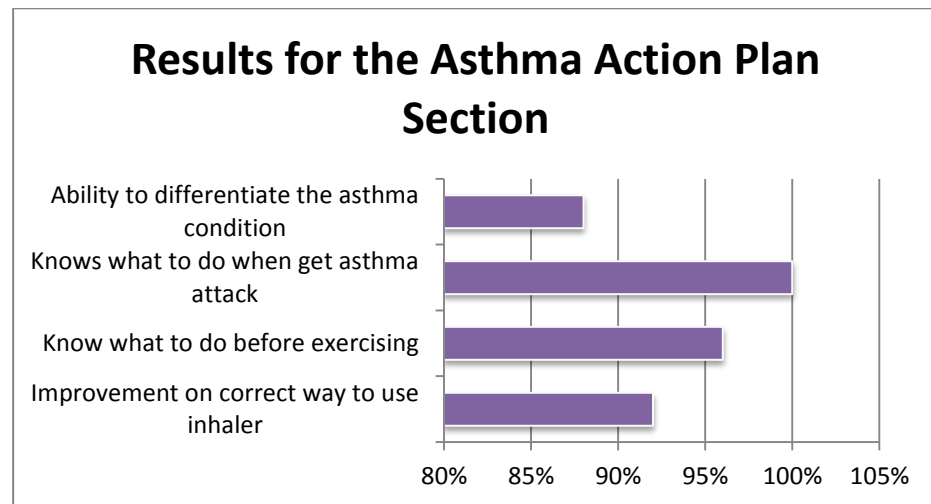 Results for the Asthma Action Plan
Section
Ability to differentiate the asthma
condition
Knows what to do when get asthma
attack
Know what to do before exercising
Improvement on correct way to use
inhaler
80% 85% 90% 95% 100% 105%